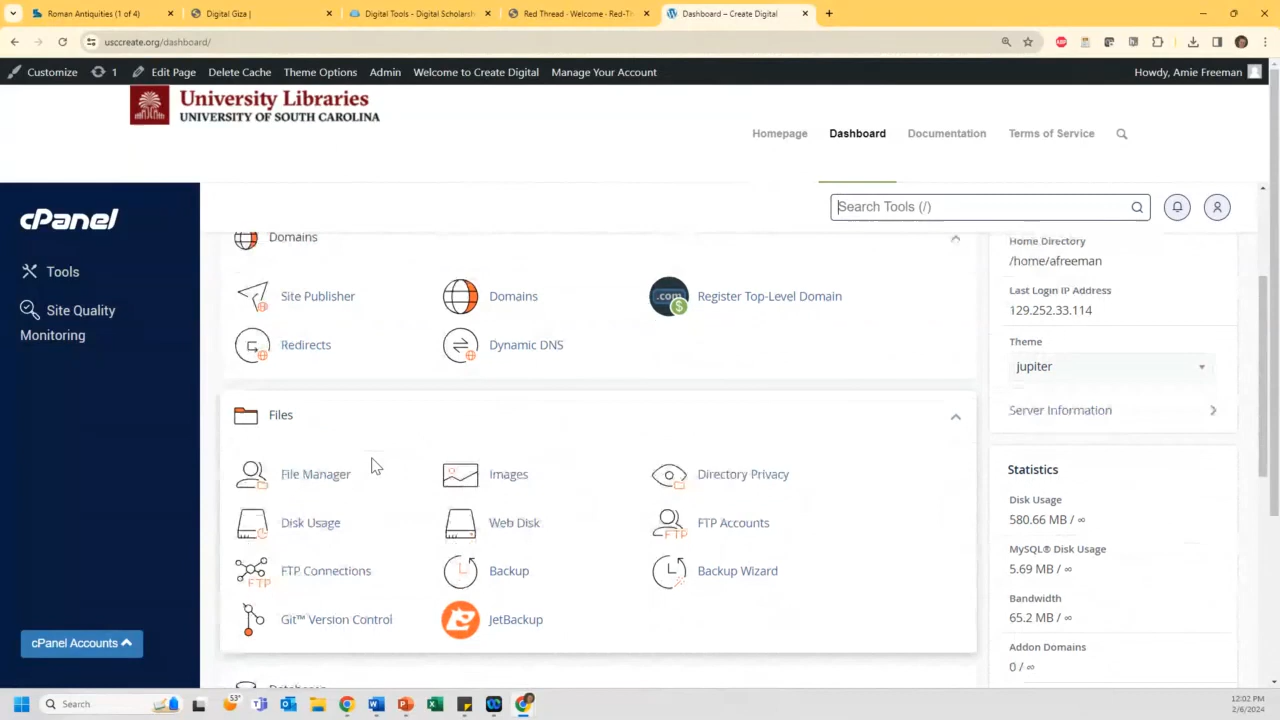 Roman Antiquities (1 of 4)
Digital Giza |
Digital Tools - Digital Scholarsh
Red Thread - Welcome - Red-Th
Dashboard – Create Digital
usccreate.org/dashboard/
ABP
Customize
1
Edit Page
Delete Cache
Theme Options
Admin
Welcome to Create Digital
Manage Your Account
Howdy, Amie Freeman
University Libraries
UNIVERSITY OF SOUTH CAROLINA
Homepage
Dashboard
Documentation
Terms of Service
cPanel
Search Tools (/)
Tools
Site Quality
Monitoring
cPanel Accounts
Domains
Site Publisher
Domains
.com
$
Register Top-Level Domain
Redirects
Dynamic DNS
Files
File Manager
Images
Directory Privacy
Disk Usage
Web Disk
FTP
FTP Accounts
FTP
FTP Connections
Backup
Backup Wizard
Git™ Version Control
JetBackup
Home Directory
/home/afreeman
Last Login IP Address
129.252.33.114
Theme
jupiter
Server Information
Statistics
Disk Usage
580.66 MB / ∞
MySQL® Disk Usage
5.69 MB / ∞
Bandwidth
65.2 MB / ∞
Addon Domains
0 / ∞
Search
53°
12:02 PM
2/6/2024